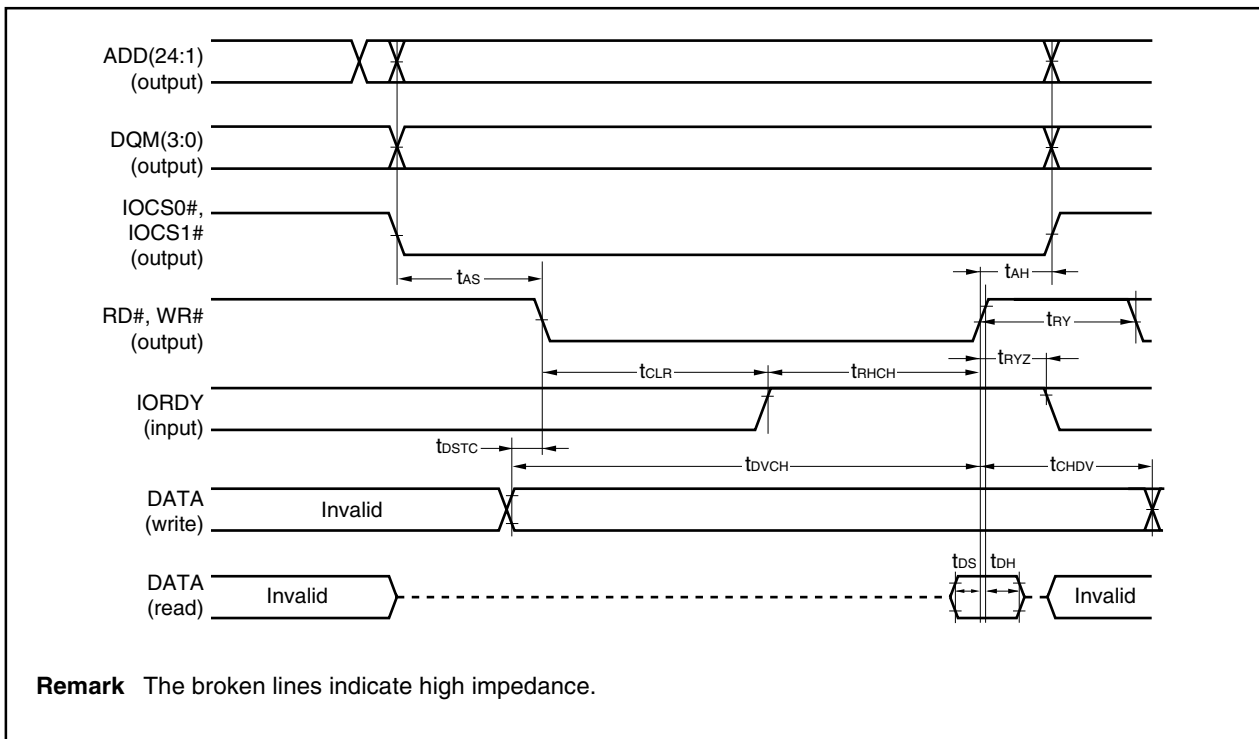 ADD(24:1)
(output)
DQM(3:0)
(output)
IOCS0#,
IOCS1#
(output)
tAS
tAH
RD#, WR#
(output)
tRY
tRYZ
tCLR
tRHCH
IORDY
(input)
tDSTC
tDVCH
tCHDV
DATA
(write)
Invalid
tDS
tDH
DATA
(read)
Invalid
Invalid
Remark The broken lines indicate high impedance.